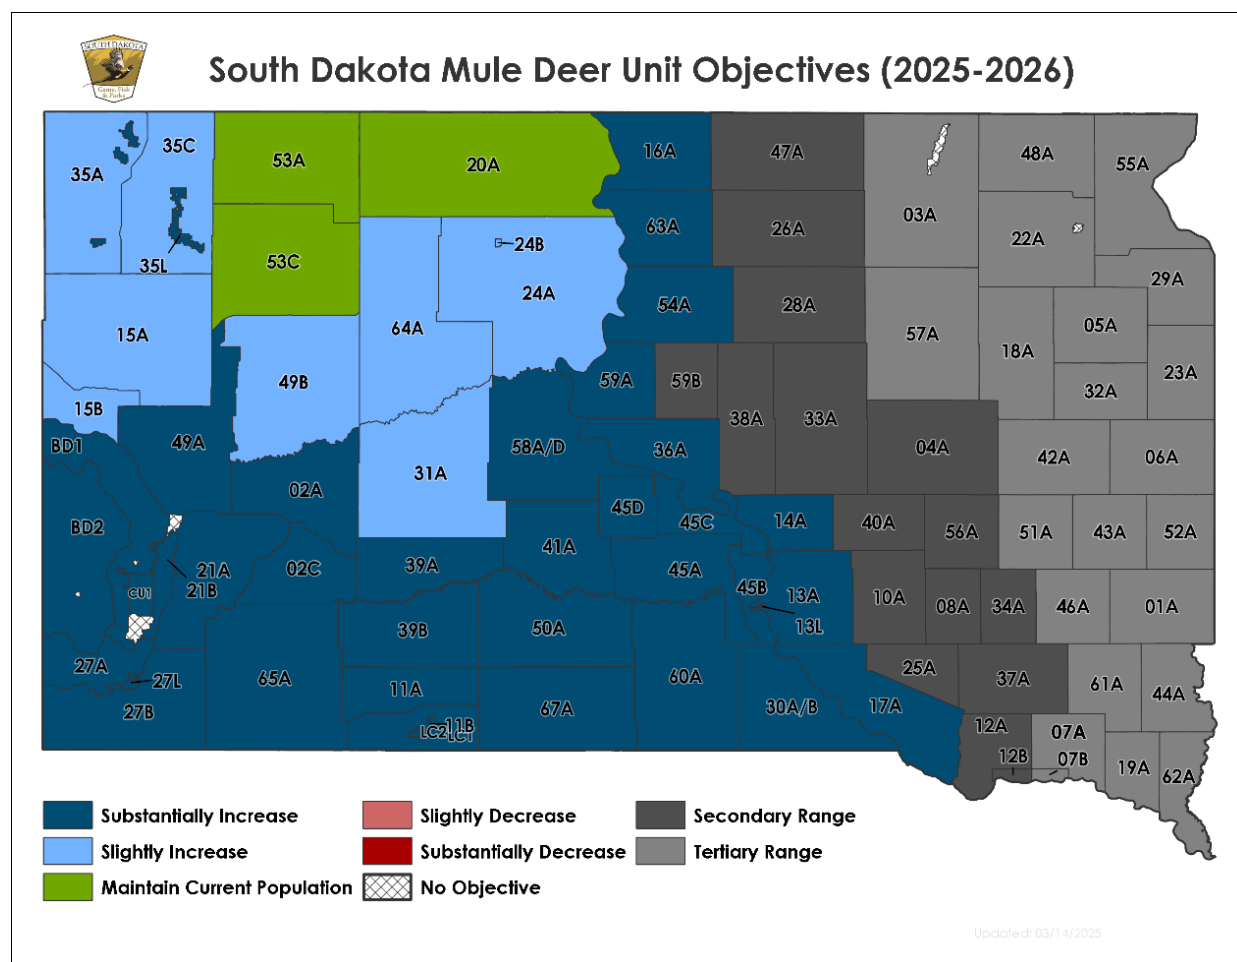 SOUTH DAKOTA
Game, Fish
& Parks
South Dakota Mule Deer Unit Objectives (2025-2026)
35C
53A
20A
16A
47A
48A
55A
35A
03A
63A
26A
22A
24B
53C
35L
29A
24A
54A
28A
05A
15A
64A
57A
18A
23A
49B
59A
59B
32A
15B
38A
33A
BD1
49A
58A/D
36A
04A
42A
06A
31A
02A
45D
BD2
45C
14A
40A
56A
51A
43A
52A
41A
21A
02C
39A
45A
21B
CU1
45B
13A
10A
08A
34A
46A
01A
13L
39B
50A
27A
27L
65A
11A
60A
25A
37A
61A
44A
27B
67A
30A/B
17A
11B
LC2
LC1
12A
07A
12B
07B
19A
62A
Substantially Increase
Slightly Decrease
Secondary Range
Slightly Increase
Substantially Decrease
Tertiary Range
Maintain Current Population
No Objective
Updated: 03/14/2025